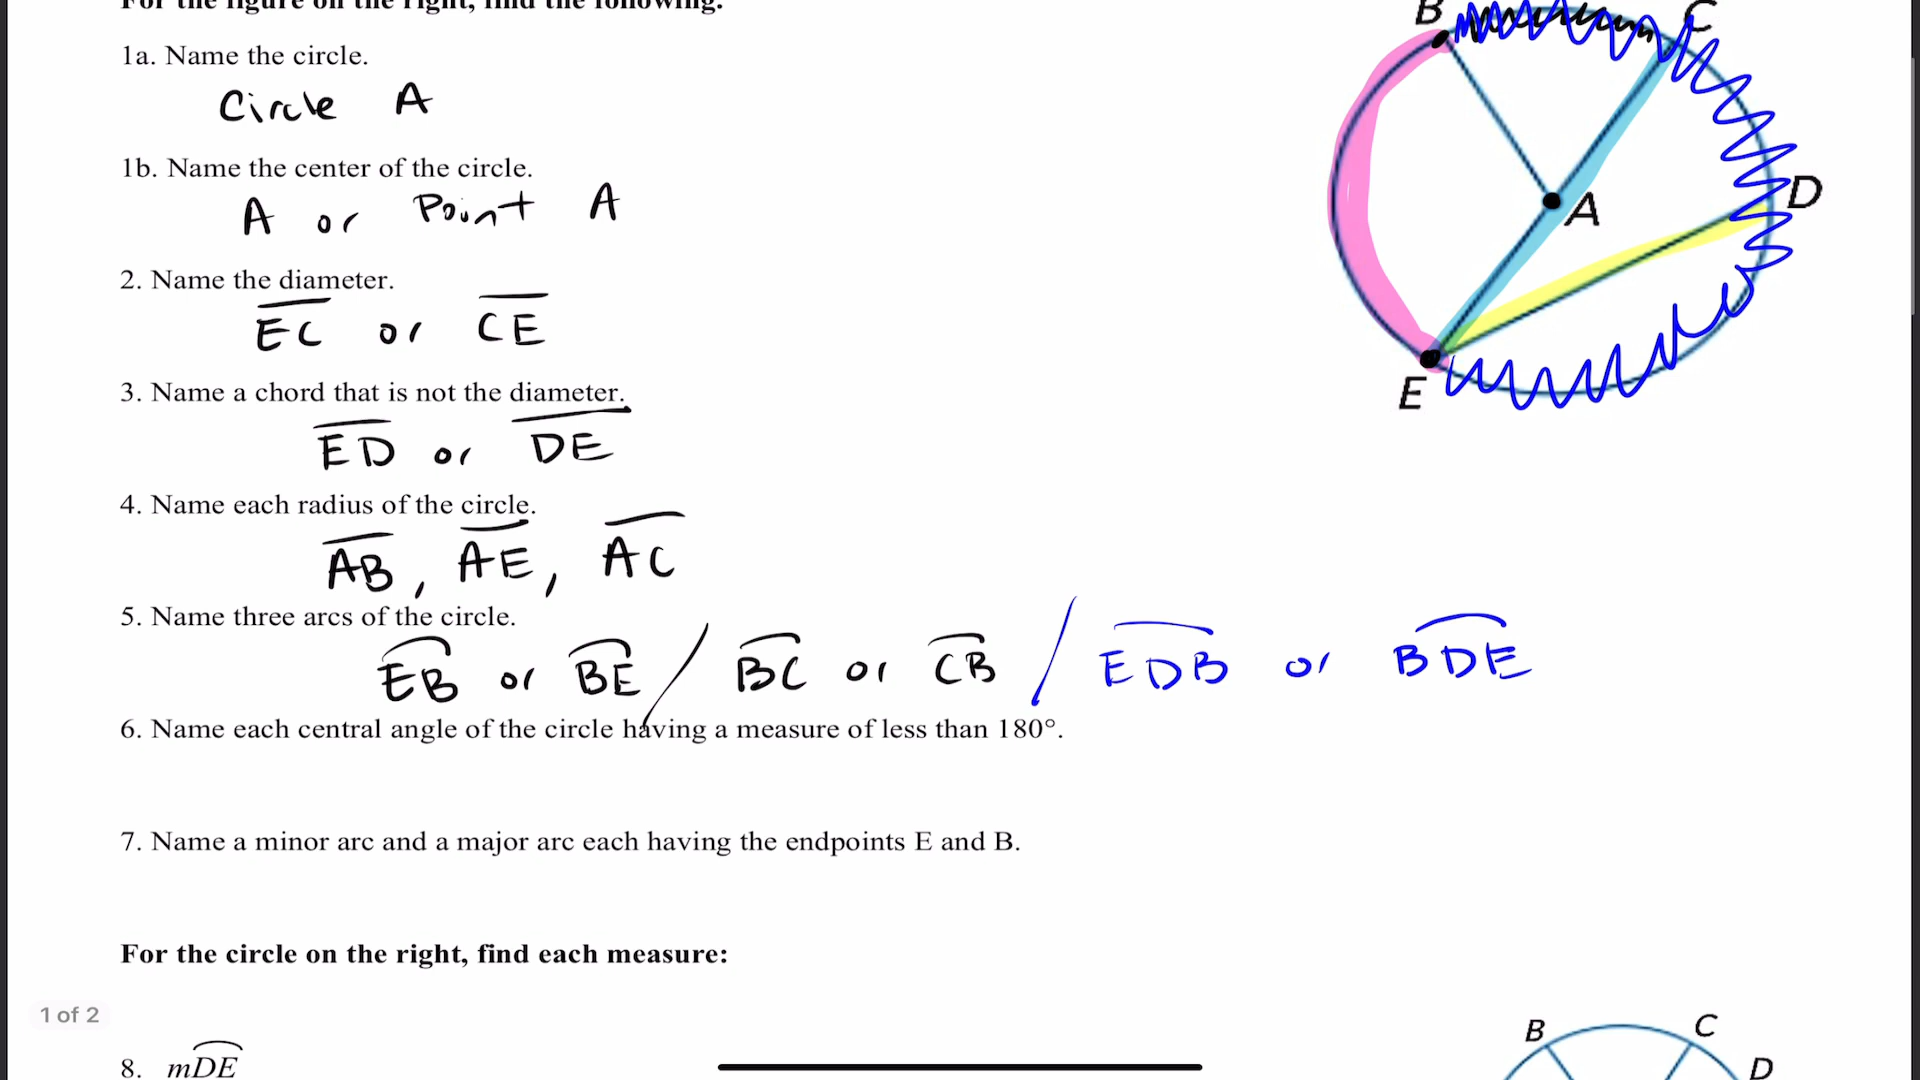 For the figure on the right, find the following:
1a. Name the circle.
Circle A
1b. Name the center of the circle.
A or Point A
2. Name the diameter.
EC or CE
3. Name a chord that is not the diameter.
ED or DE
4. Name each radius of the circle.
AB, AE, AC
5. Name three arcs of the circle.
EB or BE / BC or CB / EDB or BDE
6. Name each central angle of the circle having a measure of less than 180°.
7. Name a minor arc and a major arc each having the endpoints E and B.
For the circle on the right, find each measure:
1 of 2
8. mDE
B
C
A
D
E
B
C
D